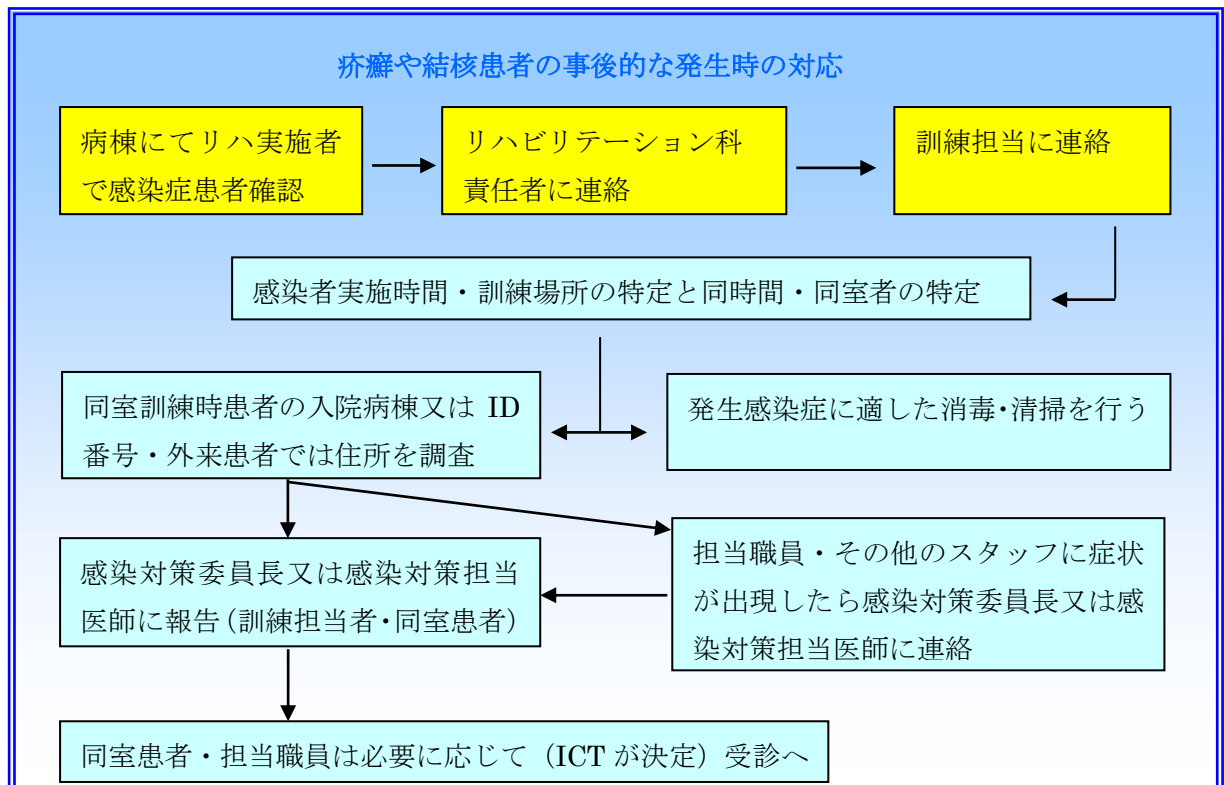 疥癬や結核患者の事後的な発生時の対応
病棟にてリハ実施者
で感染症患者確認
リハビリテーション科
責任者に連絡
訓練担当に連絡
感染者実施時間・訓練場所の特定と同時間・同室者の特定
同室訓練時患者の入院病棟又は ID
番号・外来患者では住所を調査
発生感染症に適した消毒・清掃を行う
感染対策委員長又は感染対策担当
医師に報告（訓練担当者・同室患者）
担当職員・その他のスタッフに症状
が出現したら感染対策委員長又は感
染対策担当医師に連絡
同室患者・担当職員は必要に応じて（ICT が決定）受診へ